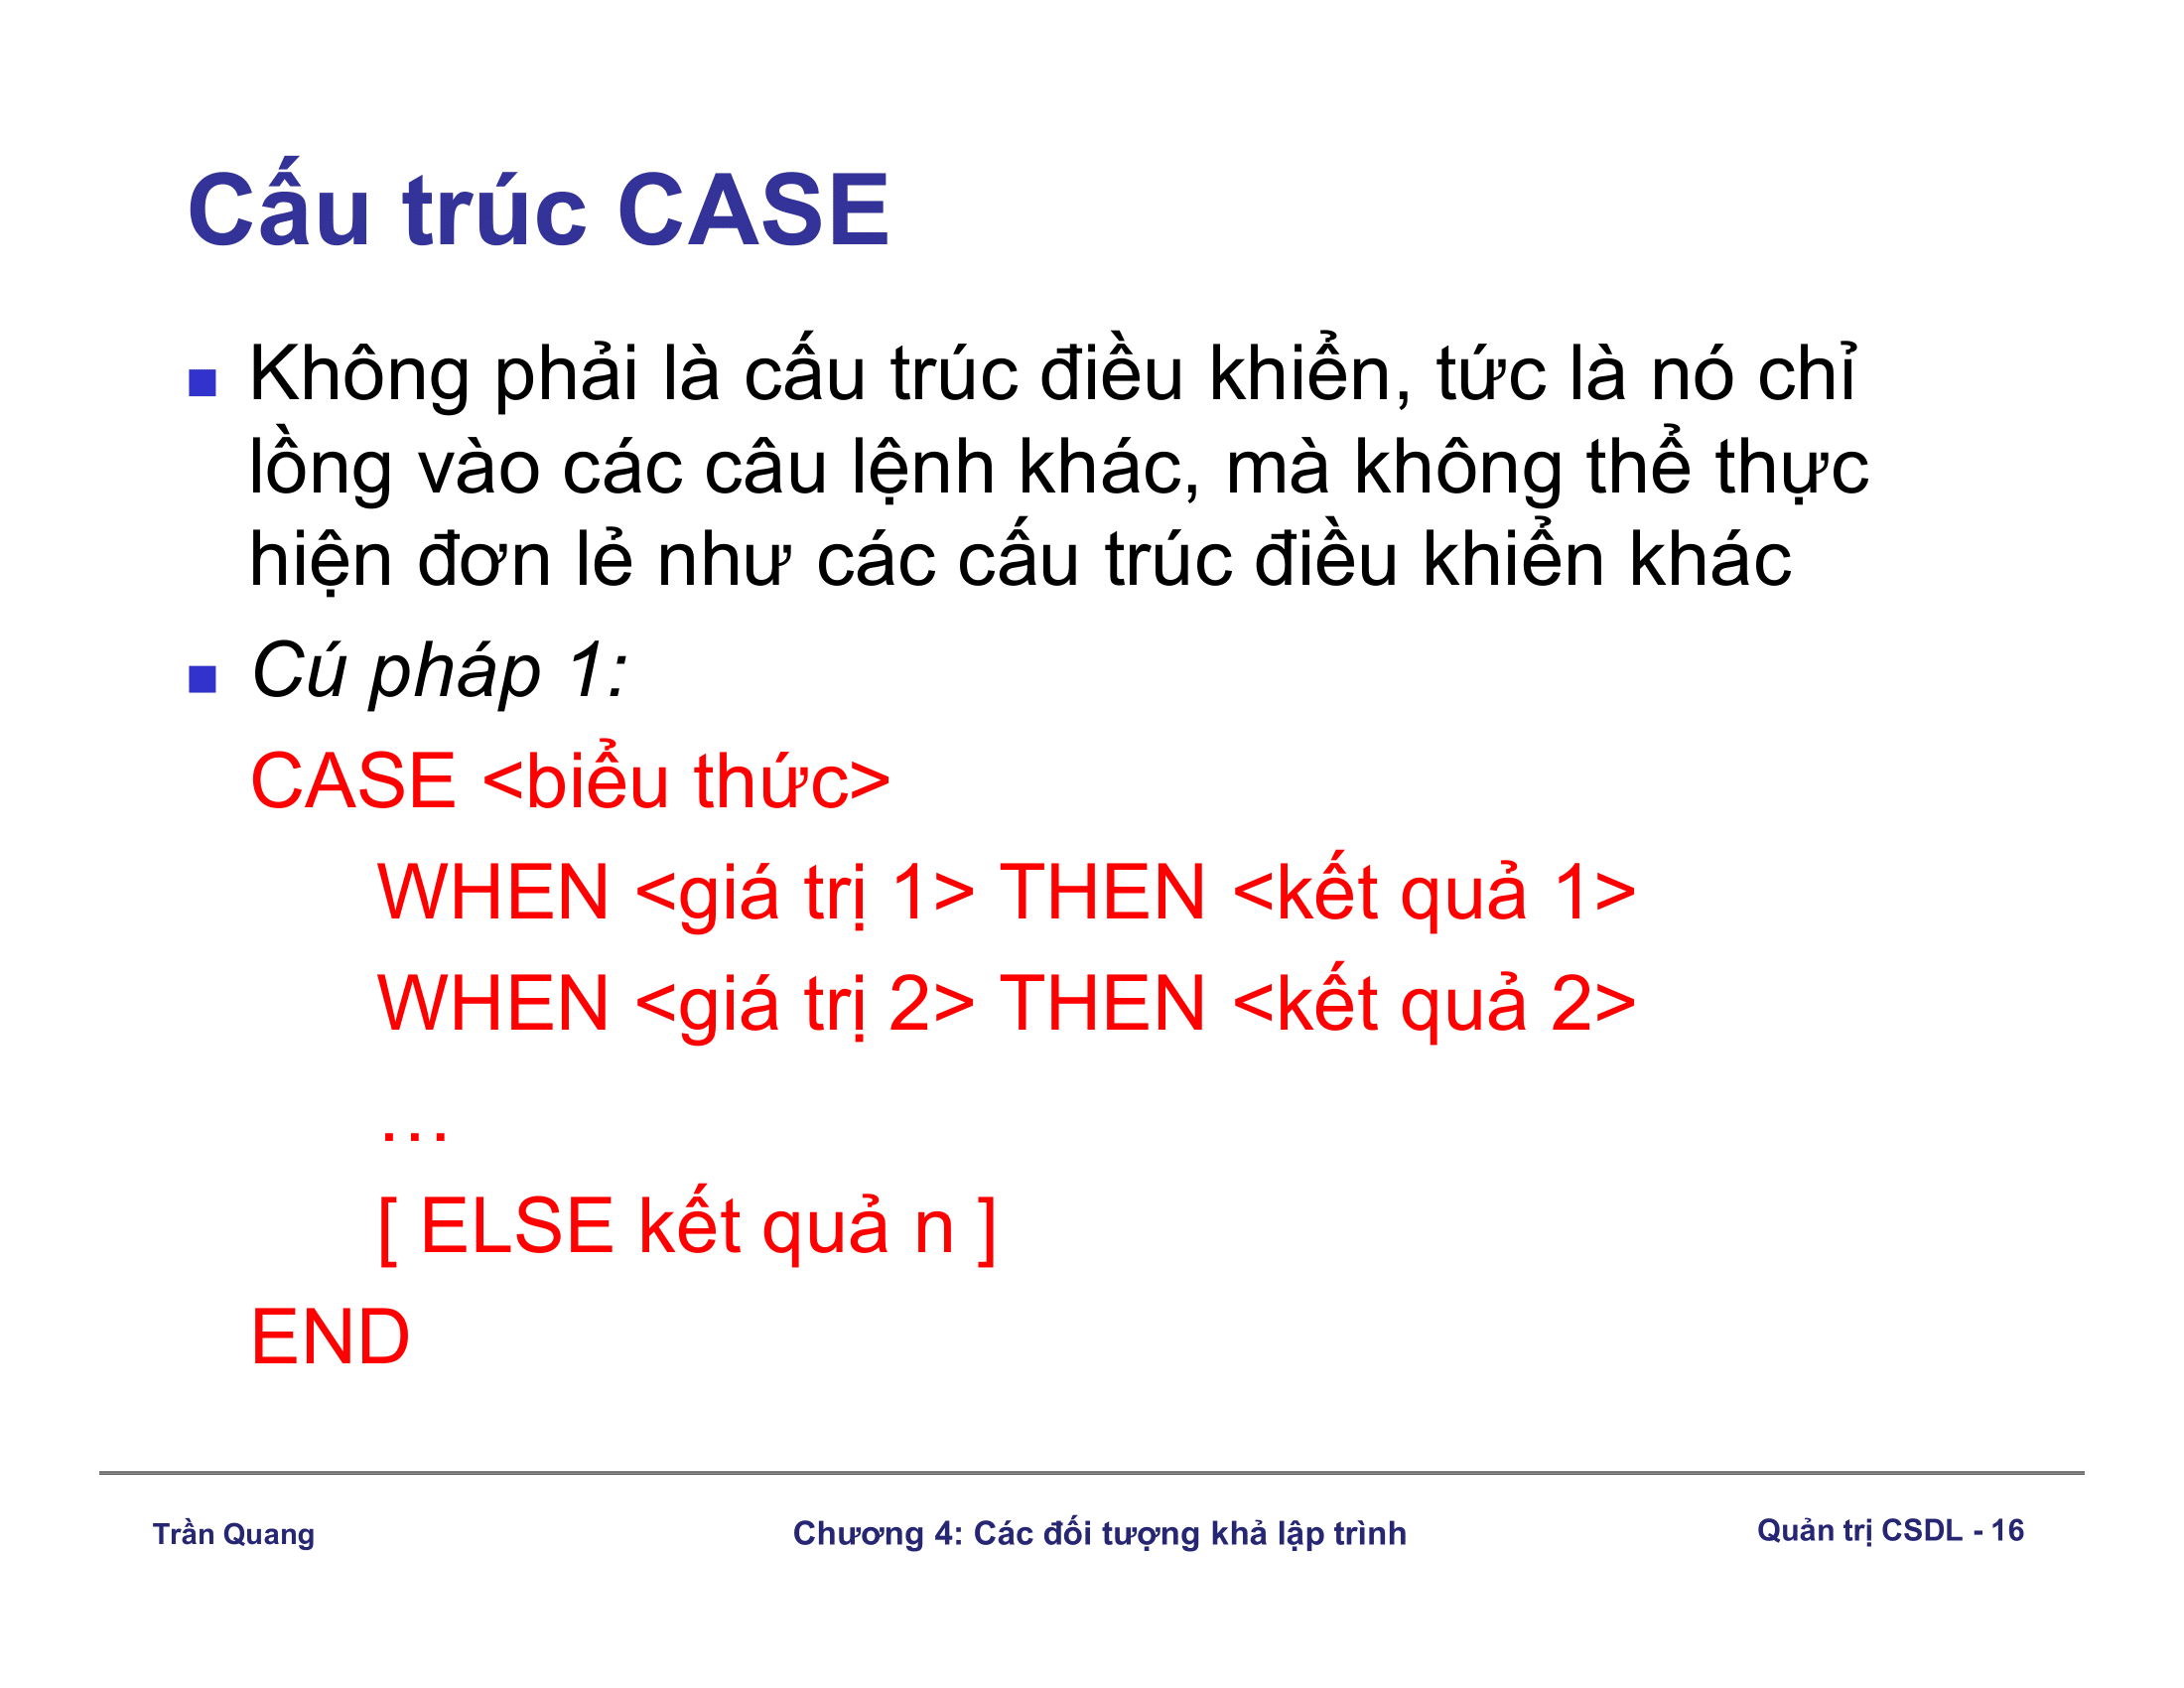 Cấu trúc CASE
Không phải là cấu trúc điều khiển, tức là nó chỉ
lồng vào các câu lệnh khác, mà không thể thực
hiện đơn lẻ như các cấu trúc điều khiển khác
Cú pháp 1:
CASE <biểu thức>
WHEN <giá trị 1> THEN <kết quả 1>
WHEN <giá trị 2> THEN <kết quả 2>
…
[ ELSE kết quả n ]
END
Trần Quang
Chương 4: Các đối tượng khả lập trình
Quản trị CSDL - 16